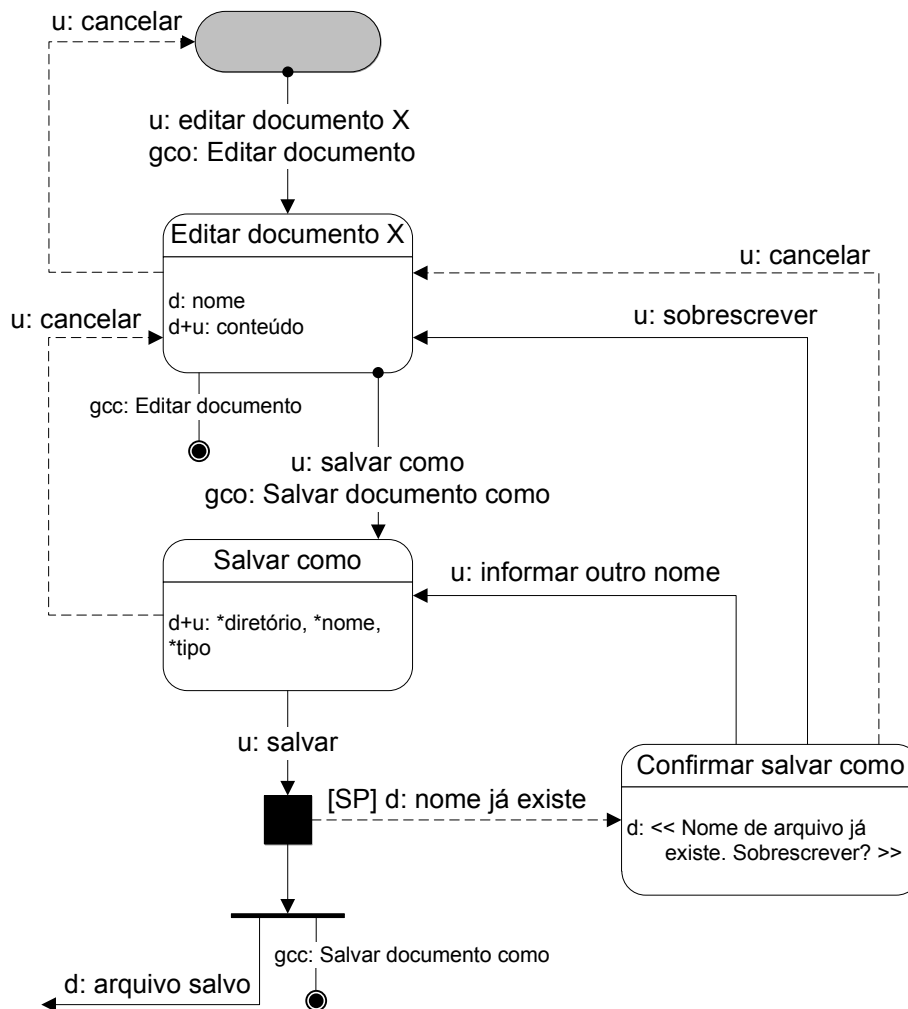 u: cancelar
u: editar documento X
gco: Editar documento
Editar documento X
d: nome
d+u: conteúdo
u: cancelar
u: sobrescrever
u: cancelar
gcc: Editar documento
u: salvar como
gco: Salvar documento como
Salvar como
d+u: *diretório, *nome,
*tipo
u: informar outro nome
u: salvar
[SP] d: nome já existe
Confirmar salvar como
d: << Nome de arquivo já
existe. Sobrescrever? >>
gcc: Salvar documento como
d: arquivo salvo